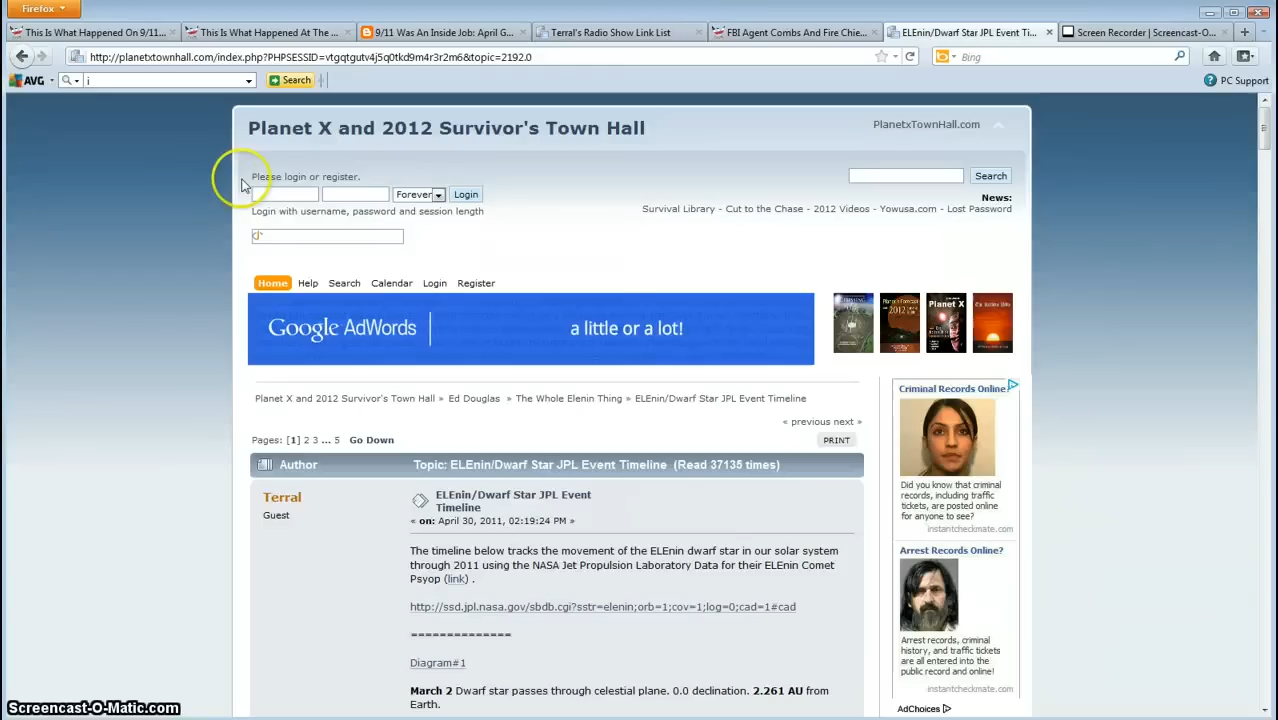 Firefox
This Is What Happened On 9/11...
This Is What Happened At The ...
9/11 Was An Inside Job: April G...
Terral's Radio Show Link List
FBI Agent Combs And Fire Chie...
ELEnin/Dwarf Star JPL Event Ti...
Screen Recorder | Screencast-O...
http://planetxtownhall.com/index.php?PHPSESSID=vtgqtgutv4j5q0tkd9m4r3r2m6&topic=2192.0
Bing
AVG
i
Search
PC Support
Planet X and 2012 Survivor's Town Hall
PlanetxTownHall.com
Please login or register.
Forever
Login
Search
Login with username, password and session length
News:
Survival Library - Cut to the Chase - 2012 Videos - Yowusa.com - Lost Password
Home Help Search Calendar Login Register
Google AdWords
a little or a lot!
Planet X and 2012 Survivor's Town Hall » Ed Douglas » The Whole Elenin Thing » ELEnin/Dwarf Star JPL Event Timeline
« previous next »
Pages: [1] 2 3 ... 5 Go Down
PRINT
Author
Topic: ELEnin/Dwarf Star JPL Event Timeline (Read 37135 times)
Terral
Guest
ELEnin/Dwarf Star JPL Event
Timeline
« on: April 30, 2011, 02:19:24 PM »
The timeline below tracks the movement of the ELEnin dwarf star in our solar system
through 2011 using the NASA Jet Propulsion Laboratory Data for their ELEnin Comet
Psyop (link) .
http://ssd.jpl.nasa.gov/sbdb.cgi?sstr=elenin;orb=1;cov=1;log=0;cad=1#cad
==============
Diagram#1
March 2 Dwarf star passes through celestial plane. 0.0 declination. 2.261 AU from
Earth.
Criminal Records Online
Did you know that criminal
records, including traffic
tickets, are posted online
for anyone to see?
instantcheckmate.com
Arrest Records Online?
Arrest records, criminal
history, and traffic tickets
are all entered into the
public record and online!
instantcheckmate.com
AdChoices
Screencast-O-Matic.com